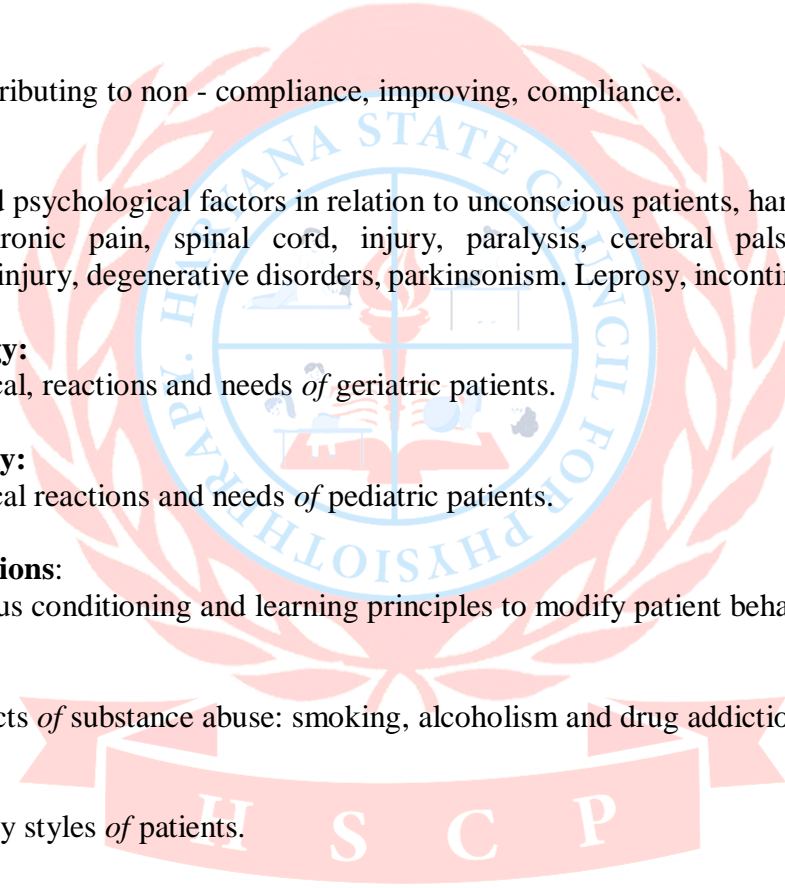 ributing to non - compliance, improving, compliance.
psychological factors in relation to unconscious patients, han
ronic pain, spinal cord, injury, paralysis, cerebral pals
injury, degenerative disorders, parkinsonism. Leprosy, inconti
gy:
cal, reactions and needs of geriatric patients.
y:
cal reactions and needs of pediatric patients.
ions:
us conditioning and learning principles to modify patient beha
cts of substance abuse: smoking, alcoholism and drug addictio
y styles of patients.
HARYANA STATE COUNCIL FOR PHYSIOTHERAPY.
H S C P